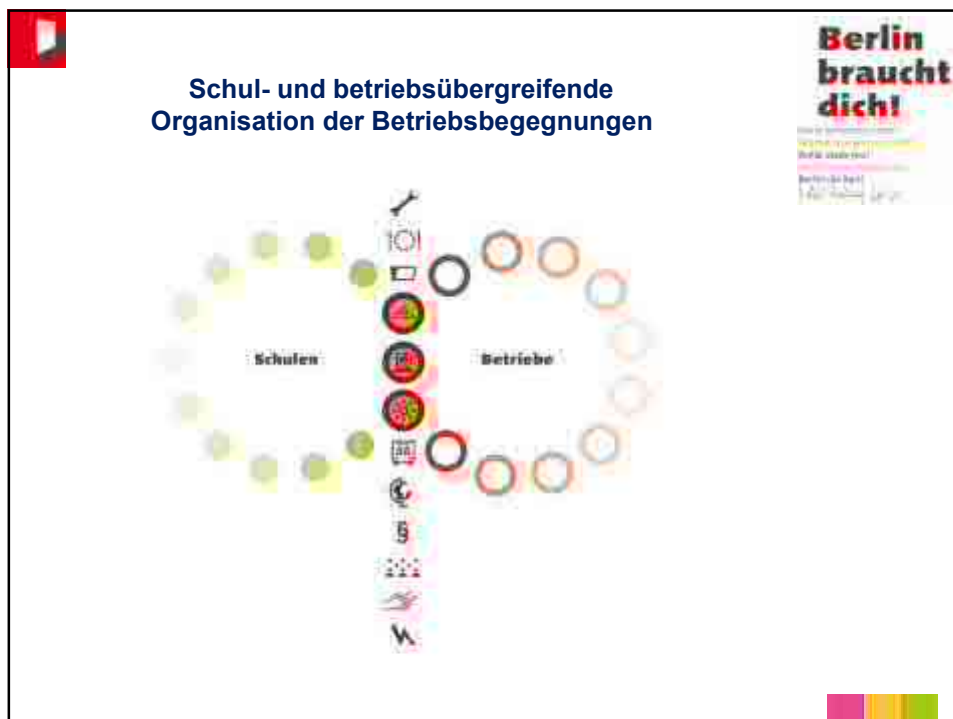 Schul- und betriebsübergreifende
Organisation der Betriebsbegegnungen
Berlin
braucht
dich!
Schulen
Betriebe
§